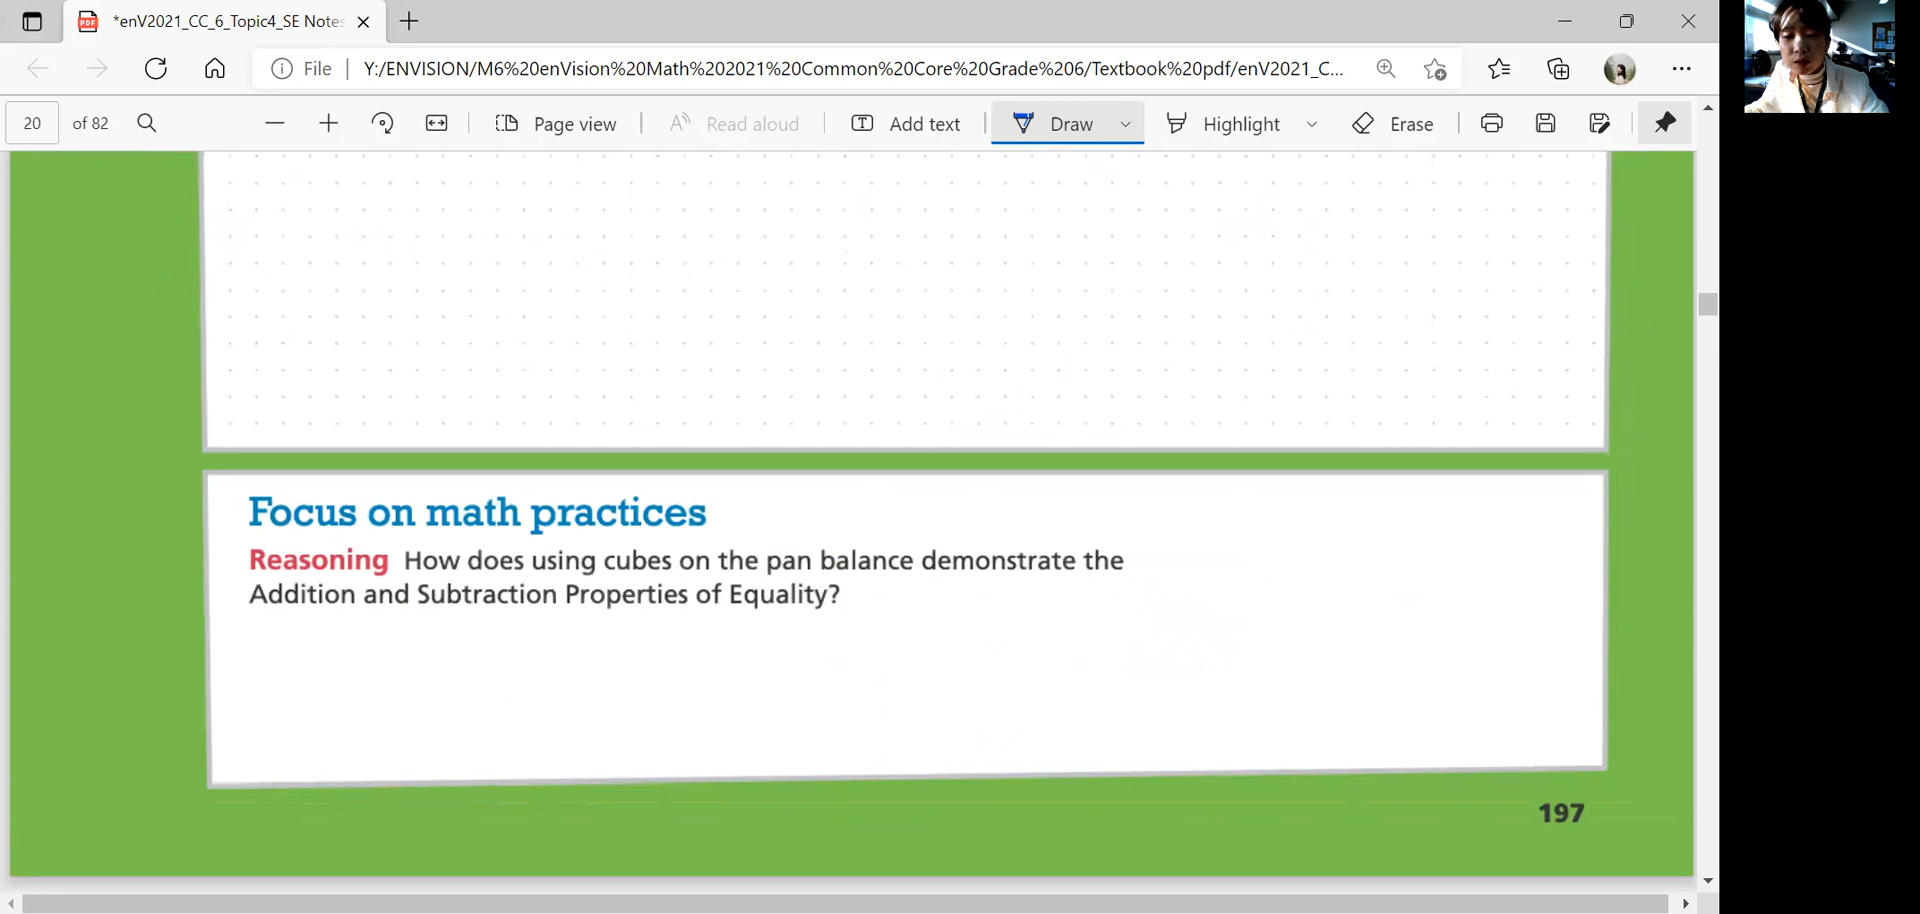 *enV2021_CC_6_Topic4_SE Notes
File Y:/ENVISION/M6%20enVision%20Math%202021%20Common%20Core%20Grade%206/Textbook%20pdf/enV2021_C...
20 of 82 Page view Read aloud Add text Draw Highlight Erase
Focus on math practices
Reasoning How does using cubes on the pan balance demonstrate the
Addition and Subtraction Properties of Equality?
197